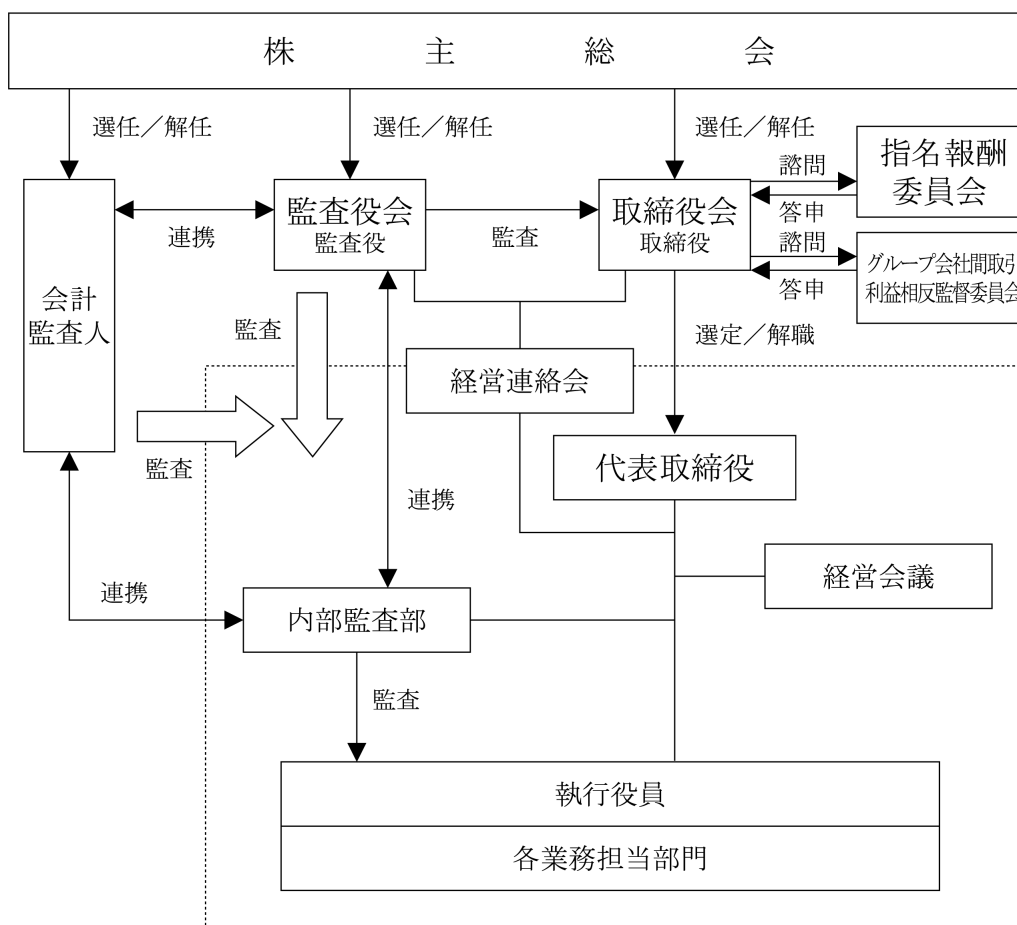 株主総会
選任／解任
選任／解任
選任／解任
指名報酬
委員会
諮問
答申
監査役会
監査役
取締役会
取締役
連携
監査
諮問
答申
グループ会社間取引
利益相反監督委員会
会計
監査人
監査
選定／解職
経営連絡会
監査
代表取締役
連携
経営会議
連携
内部監査部
監査
執行役員
各業務担当部門